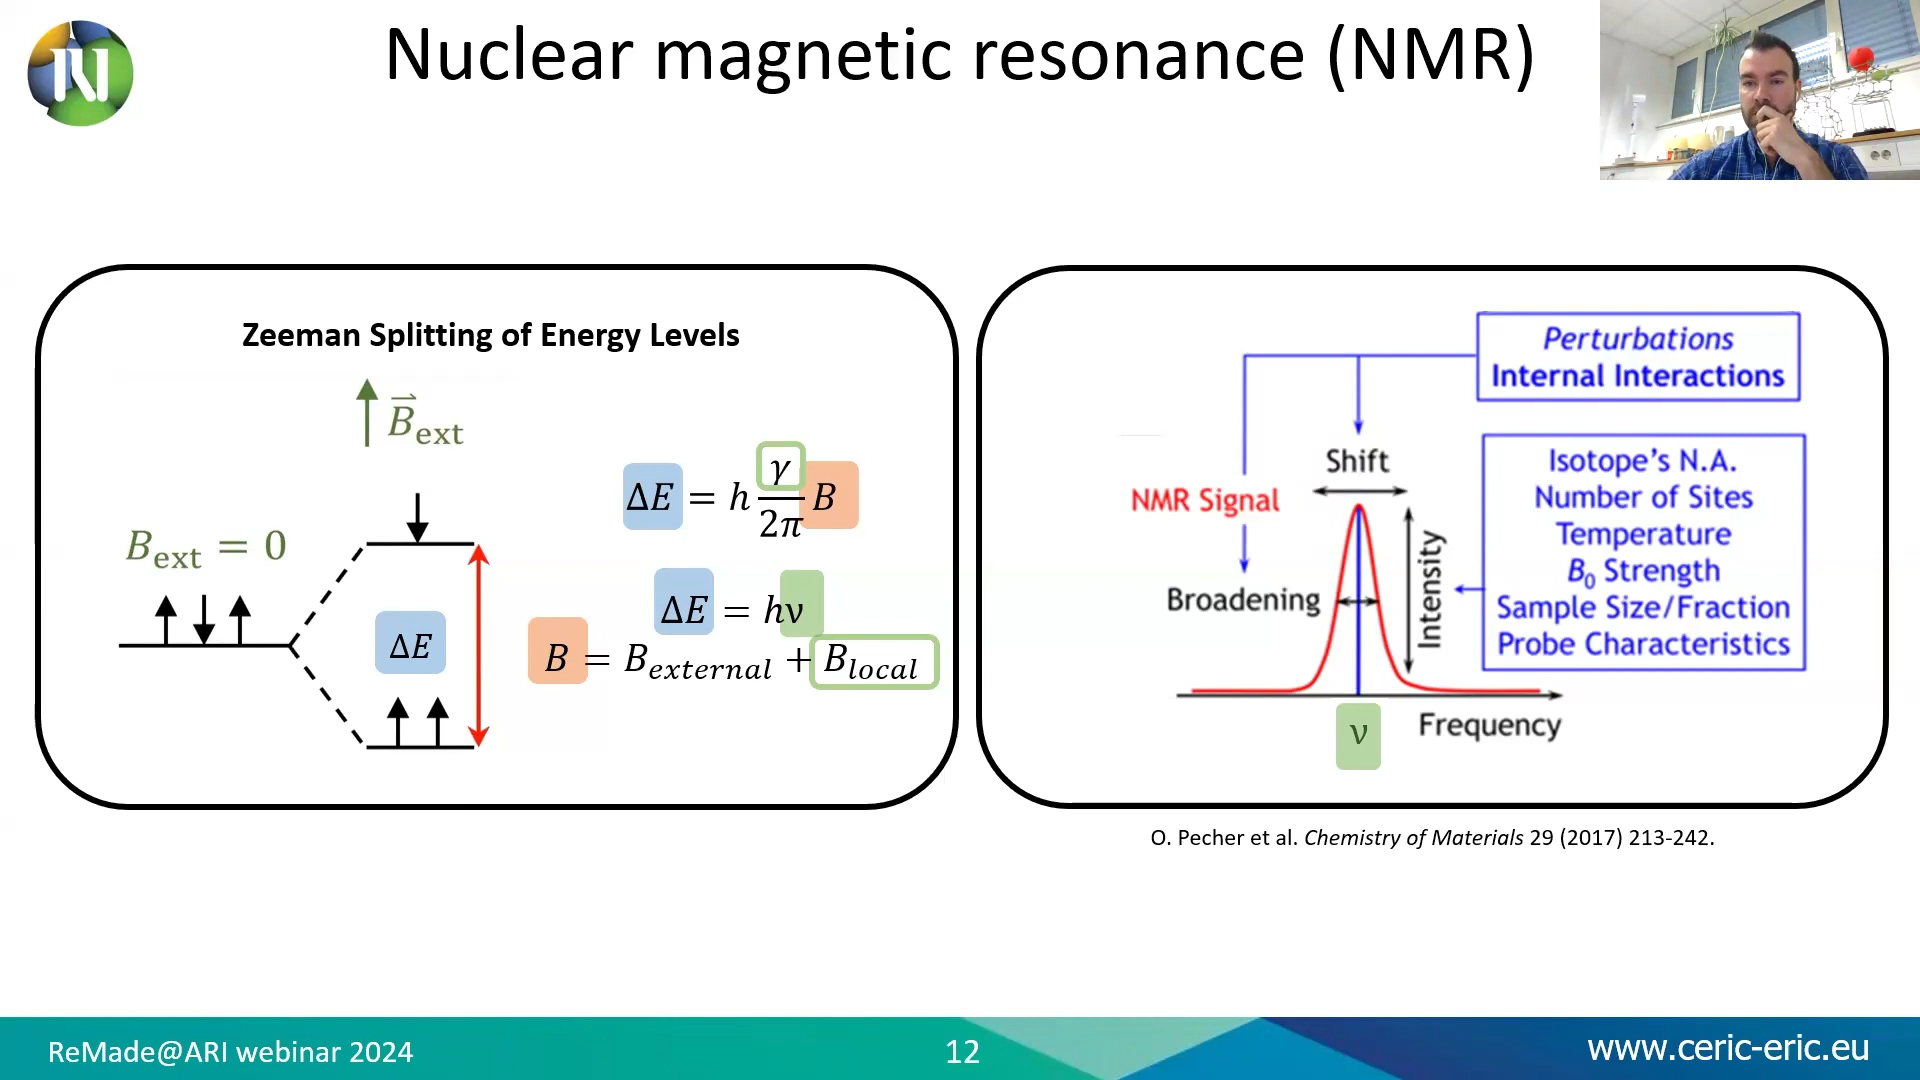 Nuclear magnetic resonance (NMR)
Zeeman Splitting of Energy Levels
B⃗ext
Bext = 0
ΔE
ΔE = h γ/2π B
ΔE = hν
B = Bexternal + Blocal
Perturbations
Internal Interactions
Shift
NMR Signal
Broadening
Intensity
Isotope's N.A.
Number of Sites
Temperature
B0 Strength
Sample Size/Fraction
Probe Characteristics
Frequency
ν
O. Pecher et al. Chemistry of Materials 29 (2017) 213-242.
ReMade@ARI webinar 2024
12
www.ceric-eric.eu